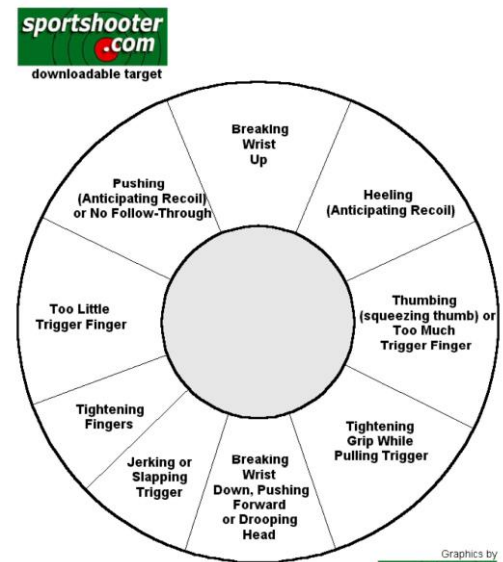 sportshooter
.com
downloadable target
Breaking
Wrist
Up
Pushing
(Anticipating Recoil)
or No Follow-Through
Heeling
(Anticipating Recoil)
Too Little
Trigger Finger
Thumbing
(squeezing thumb) or
Too Much
Trigger Finger
Tightening
Fingers
Tightening
Grip While
Pulling Trigger
Jerking or
Slapping
Trigger
Breaking
Wrist
Down, Pushing
Forward
or Drooping
Head
Graphics by